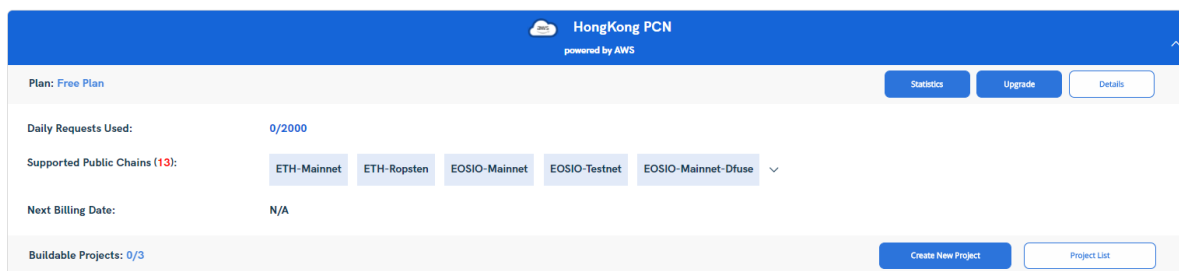 aws
HongKong PCN
powered by AWS
Plan: Free Plan
Statistics
Upgrade
Details
Daily Requests Used:
0/2000
Supported Public Chains (13):
ETH-Mainnet
ETH-Ropsten
EOSIO-Mainnet
EOSIO-Testnet
EOSIO-Mainnet-Dfuse
Next Billing Date:
N/A
Buildable Projects: 0/3
Create New Project
Project List